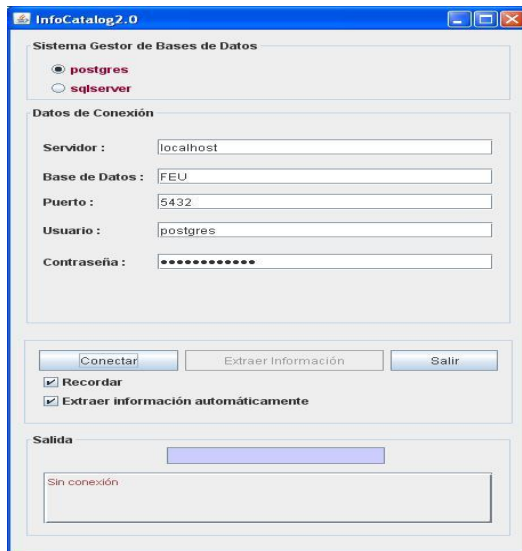 InfoCatalog2.0
Sistema Gestor de Bases de Datos
postgres
sqlserver
Datos de Conexión
Servidor : localhost
Base de Datos : FEU
Puerto : 5432
Usuario : postgres
Contraseña : ••••••••••••
Conectar Extraer Información Salir
Recordar
Extraer información automáticamente
Salida
Sin conexión